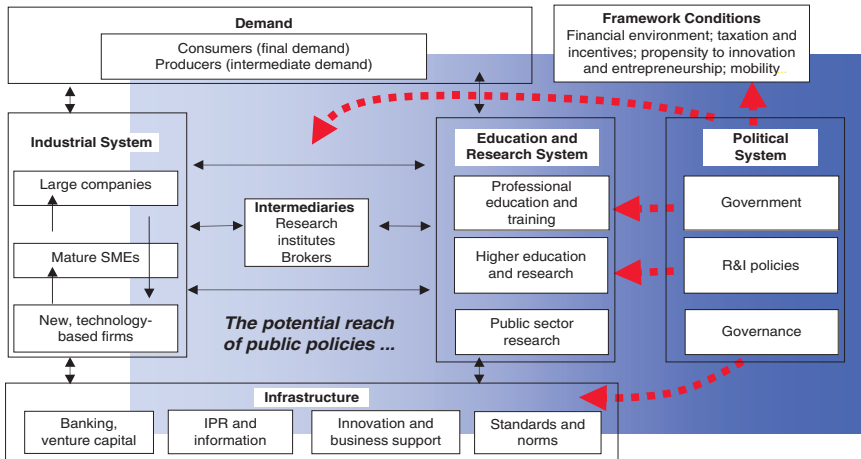 Demand
Consumers (final demand)
Producers (intermediate demand)
Framework Conditions
Financial environment; taxation and
incentives; propensity to innovation
and entrepreneurship; mobility..
Industrial System
Large companies
Mature SMEs
New, technology-
based firms
Intermediaries
Research
institutes
Brokers
The potential reach
of public policies ...
Education and
Research System
Professional
education and
training
Higher education
and research
Public sector
research
Political
System
Government
R&I policies
Governance
Infrastructure
Banking,
venture capital
IPR and
information
Innovation and
business support
Standards and
norms